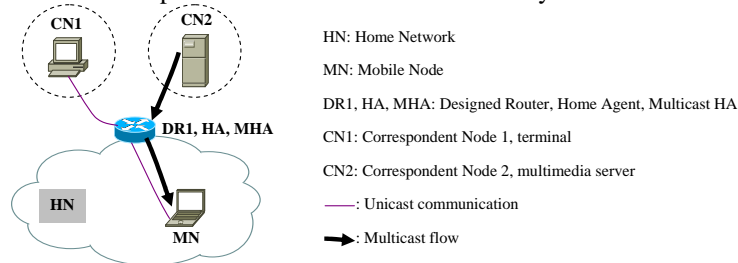 CN1
CN2
DR1, HA, MHA
HN
MN
HN: Home Network
MN: Mobile Node
DR1, HA, MHA: Designed Router, Home Agent, Multicast HA
CN1: Correspondent Node 1, terminal
CN2: Correspondent Node 2, multimedia server
: Unicast communication
: Multicast flow